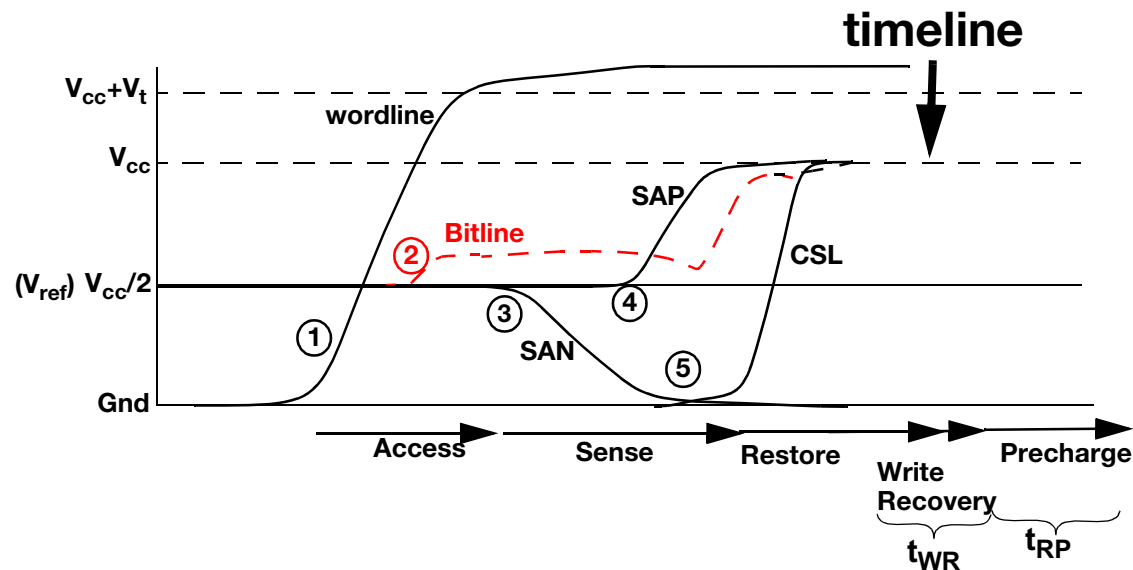 timeline
Vcc+Vt
wordline
Vcc
SAP
Bitline
2
CSL
(Vref) Vcc/2
4
3
1
SAN
5
Gnd
Access
Sense
Restore
Precharge
Write
Recovery
tWR
tRP